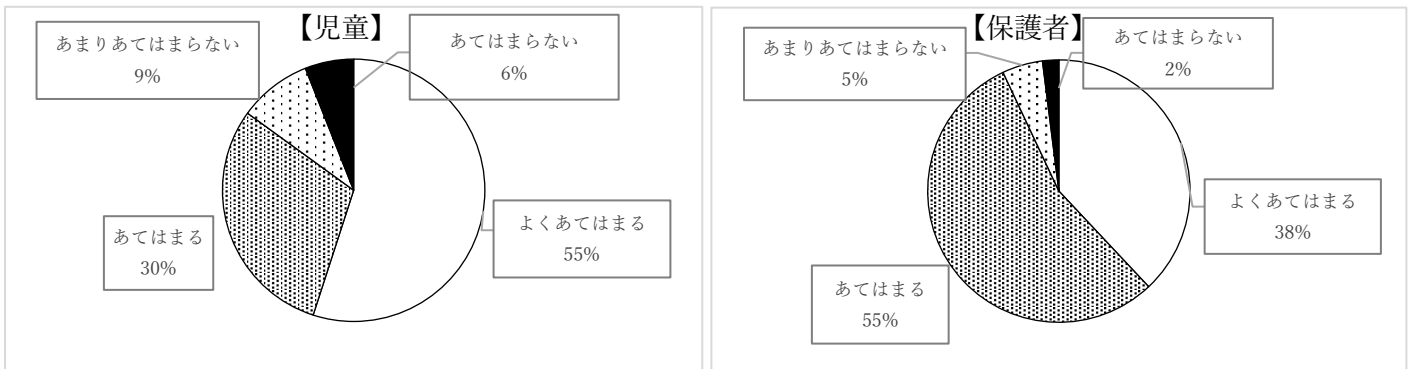 【児童】
あまりあてはまらない
9%
あてはまらない
6%
あてはまる
30%
よくあてはまる
55%
【保護者】
あまりあてはまらない
5%
あてはまらない
2%
よくあてはまる
38%
あてはまる
55%